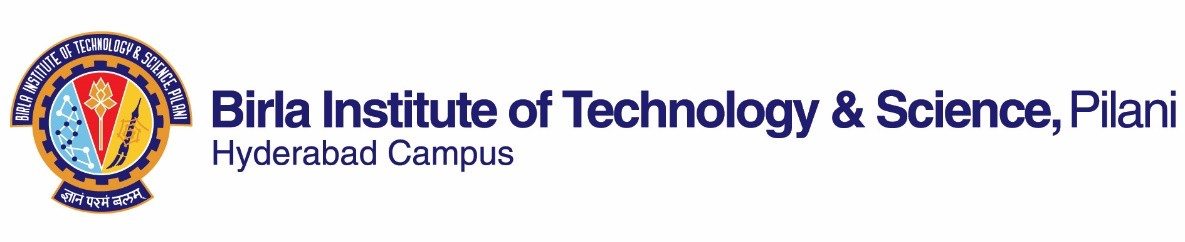 BIRLA INSTITUTE OF TECHNOLOGY & SCIENCE, PILANI
ज्ञानं परमं बलम्
Birla Institute of Technology & Science, Pilani
Hyderabad Campus